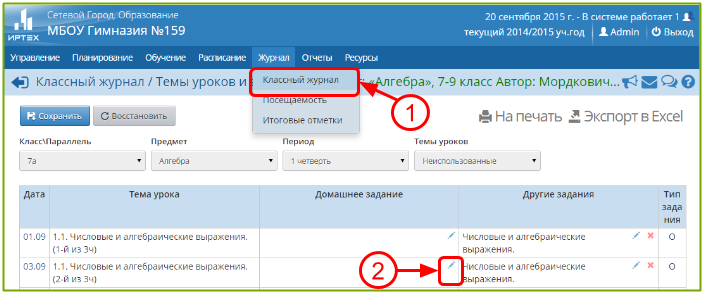 Сетевой Город. Образование
20 сентября 2015 г. - В системе работает 1
ИРТЕХ
МБОУ Гимназия №159
текущий 2014/2015 уч.год
Admin
Выход
Управление Планирование Обучение Расписание Журнал Отчеты Ресурсы
Классный журнал / Темы уроков и
: «Алгебра», 7-9 класс Автор: Мордкович...
Классный журнал
Посещаемость
Итоговые отметки
1
Сохранить
Восстановить
На печать
Экспорт в Excel
Класс\Параллель Предмет Период Темы уроков
7а Алгебра 1 четверть Неиспользованные
Дата Тема урока Домашнее задание Другие задания Тип
зада
ния
01.09 1.1. Числовые и алгебраические выражения. Числовые и алгебраические О
(1-й из 3ч) выражения.
03.09 1.1. Числовые и алгебраические выражения. Числовые и алгебраические О
(2-й из 3ч) выражения.
2